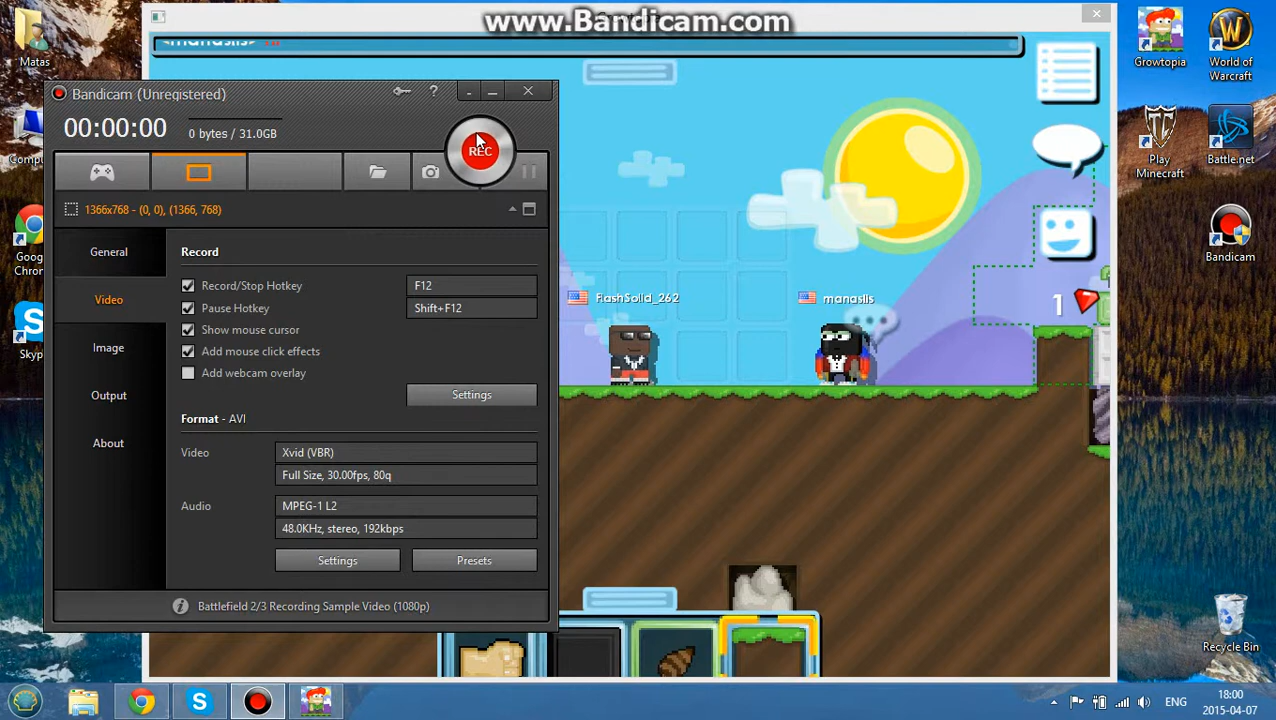 www.Bandicam.com
Matas
Growtopia
World of
Warcraft
Bandicam (Unregistered)
?
00:00:00
0 bytes / 31.0GB
REC
Play
Minecraft
Battle.net
1366x768 - (0, 0), (1366, 768)
General
Record
Record/Stop Hotkey
F12
Pause Hotkey
Shift+F12
Video
Show mouse cursor
Add mouse click effects
Image
Add webcam overlay
Settings
Output
Format - AVI
About
Video
Xvid (VBR)
Full Size, 30.00fps, 80q
Audio
MPEG-1 L2
48.0KHz, stereo, 192kbps
Settings
Presets
Battlefield 2/3 Recording Sample Video (1080p)
FlashSolid_262
manaslis
1
Bandicam
Recycle Bin
ENG
18:00
2015-04-07